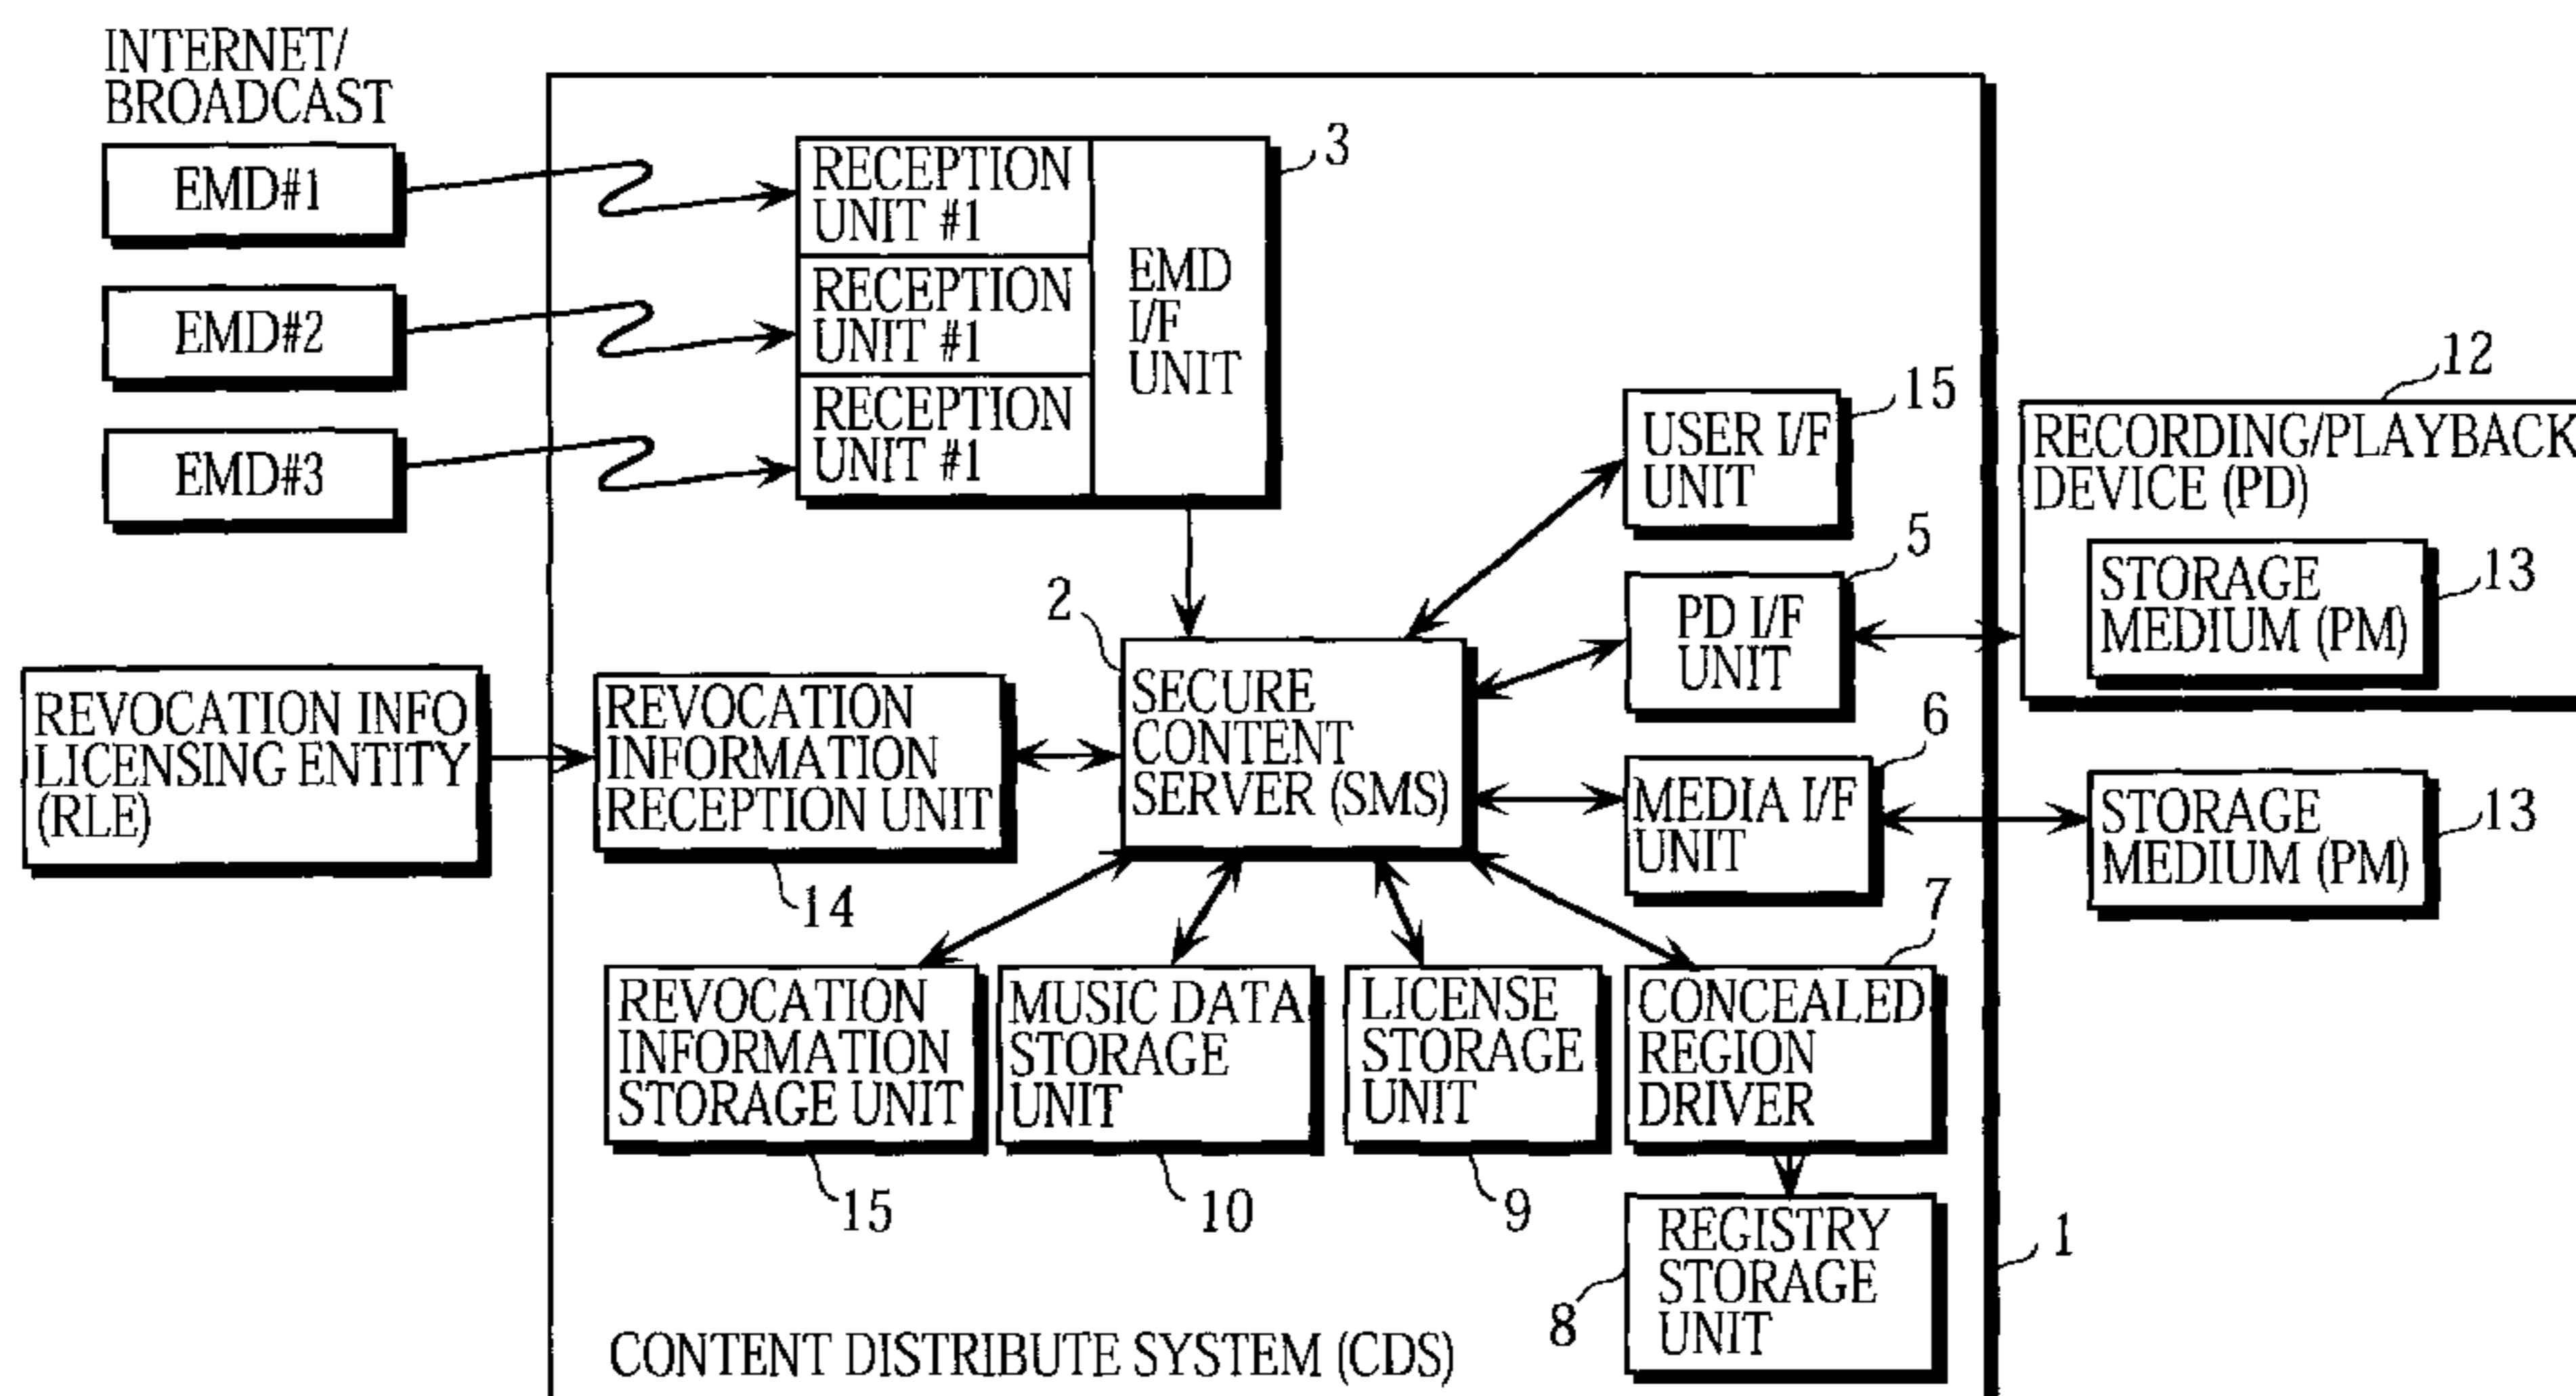 INTERNET/
BROADCAST
EMD#1
EMD#2
EMD#3
RECEPTION
UNIT #1
RECEPTION
UNIT #1
RECEPTION
UNIT #1
EMD
I/F
UNIT
3
USER I/F
UNIT
15
12
RECORDING/PLAYBACK
DEVICE (PD)
STORAGE
MEDIUM (PM)
13
PD I/F
UNIT
5
2
SECURE
CONTENT
SERVER (SMS)
REVOCATION INFO
LICENSING ENTITY
(RLE)
REVOCATION
INFORMATION
RECEPTION UNIT
14
MEDIA I/F
UNIT
6
STORAGE
MEDIUM (PM)
13
REVOCATION
INFORMATION
STORAGE UNIT
15
MUSIC DATA
STORAGE
UNIT
10
LICENSE
STORAGE
UNIT
9
CONCEALED
REGION
DRIVER
7
REGISTRY
STORAGE
UNIT
8
1
CONTENT DISTRIBUTE SYSTEM (CDS)